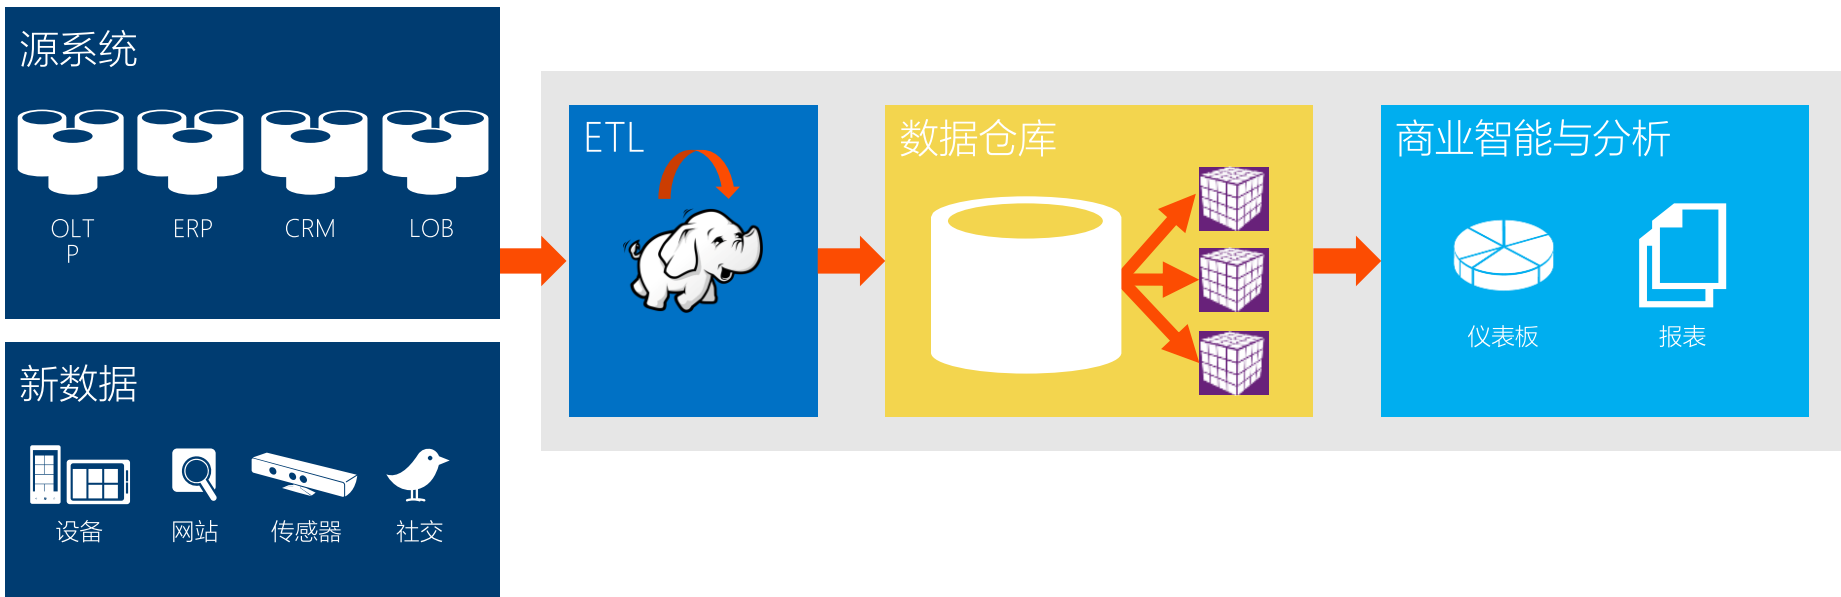 源系统
OLT
P
ERP
CRM
LOB
新数据
设备
网站
传感器
社交
ETL
数据仓库
商业智能与分析
仪表板
报表